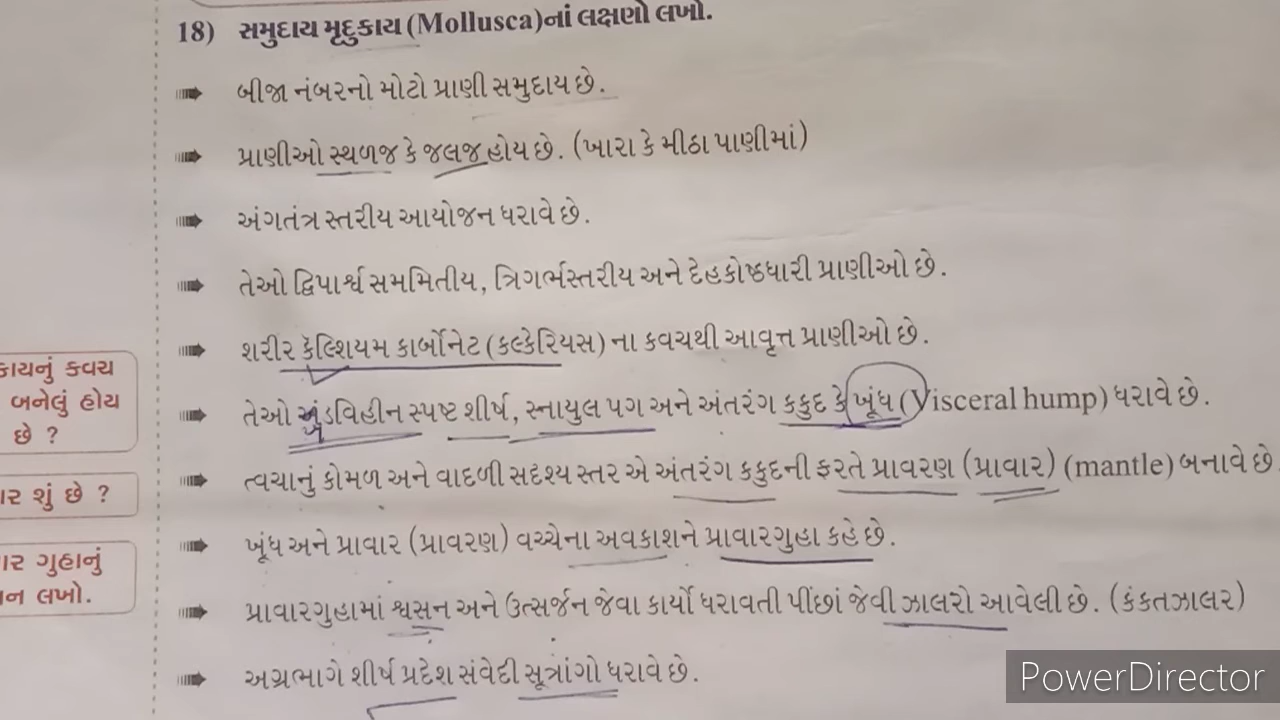 18) સમુદાય મૃદુકાય (Mollusca)નાં લક્ષણો લખો.
બીજા નંબરનો મોટો પ્રાણી સમુદાય છે.
પ્રાણીઓ સ્થળજ કે જલજ હોય છે. (ખારા કે મીઠા પાણીમાં)
અંગતંત્ર સ્તરીય આયોજન ધરાવે છે.
તેઓ દ્વિપાર્શ્વ સમમિતીય, ત્રિગર્ભસ્તરીય અને દેહકોષ્ઠધારી પ્રાણીઓ છે.
શરીર કેલ્શિયમ કાર્બોનેટ (કલ્કેરિયસ) ના કવચથી આવૃત્ત પ્રાણીઓ છે.
કાયનું કવચ
બનેલું હોય
છે ?
તેઓ ખંડવિહીન સ્પષ્ટ શીર્ષ, સ્નાયુલ પગ અને અંતરંગ કકુદ કે ખૂંધ (Visceral hump) ધરાવે છે.
ત્વચાનું કોમળ અને વાદળી સદશ્ય સ્તર એ અંતરંગ કકુદની ફરતે પ્રાવરણ (પ્રાવાર) (mantle) બનાવે છે.
ાર શું છે ?
ખૂંધ અને પ્રાવાર (પ્રાવરણ) વચ્ચેના અવકાશને પ્રાવારગુહા કહે છે.
ાર ગુહાનું
ાન લખો.
પ્રાવારગુહામાં શ્વસન અને ઉત્સર્જન જેવા કાર્યો ધરાવતી પીંછાં જેવી ઝાલરો આવેલી છે. (કંકતઝાલર)
અગ્રભાગે શીર્ષ પ્રદેશ સંવેદી સૂત્રાંગો ધરાવે છે.
PowerDirector